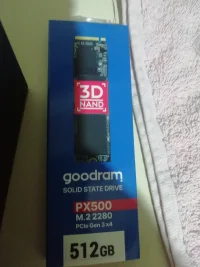 3D
NAND
goodram
SOLID STATE DRIVE
PX500
M.2 2280
PCIe Gen 3 x4
512GB